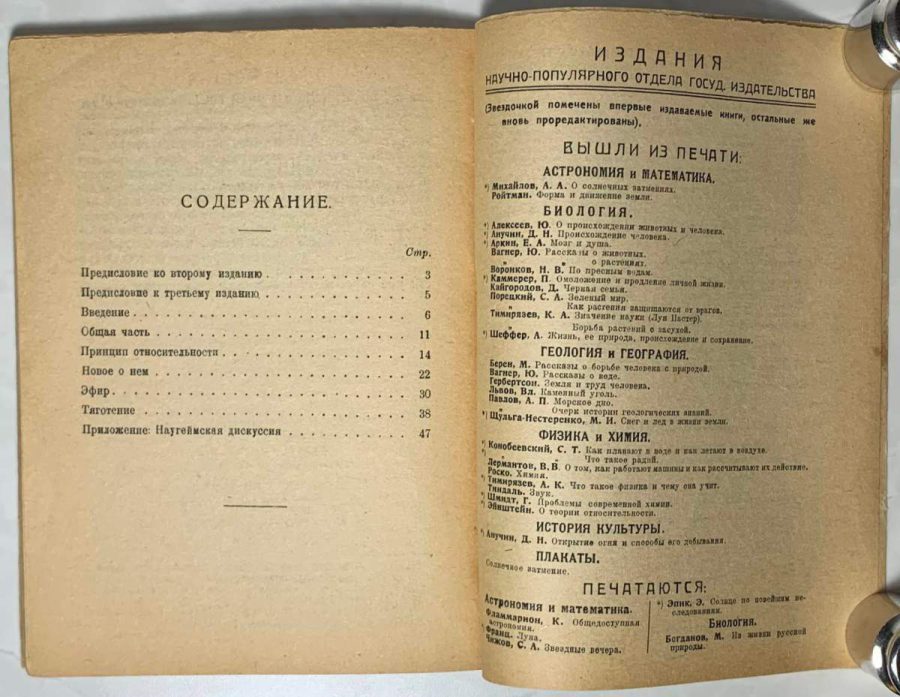 СОДЕРЖАНИЕ.
Стр.
Предисловие ко второму изданию . . . . . . . . . . . 3
Предисловие к третьему изданию . . . . . . . . . . . 5
Введение . . . . . . . . . . . . . . . . . . . . . 6
Общая часть . . . . . . . . . . . . . . . . . . . . 11
Принцип относительности . . . . . . . . . . . . . . 14
Новое о нем . . . . . . . . . . . . . . . . . . . . 22
Эфир . . . . . . . . . . . . . . . . . . . . . . . 30
Тяготение . . . . . . . . . . . . . . . . . . . . . 38
Приложение: Наугеймская дискуссия . . . . . . . . . . 47
ИЗДАНИЯ
НАУЧНО-ПОПУЛЯРНОГО ОТДЕЛА ГОСУД. ИЗДАТЕЛЬСТВА
(Звездочкой помечены впервые издаваемые книги, остальные же
вновь проредактированы).
ВЫШЛИ ИЗ ПЕЧАТИ:
АСТРОНОМИЯ и МАТЕМАТИКА.
*) Михайлов, А. А. О солнечных затмениях.
Ройтман. Форма и движение земли.
БИОЛОГИЯ.
*) Алексеев, Ю. О происхождении животных и человека.
*) Анучин, Д. Н. Происхождение человека.
*) Аркин, Е. А. Мозг и душа.
Вагнер, Ю. Рассказы о животных.
" " о растениях.
Воронков, Н. В. По пресным водам.
*) Каммерер, П. Омоложение и продление личной жизни.
Кайгородов, Д. Черная семья.
Порецкий, С. А. Зеленый мир.
" Как растения защищаются от врагов.
Тимирязев, К. А. Значение науки (Луи Пастер).
" Борьба растений с засухой.
*) Шеффер, А. Жизнь, ее природа, происхождение и сохранение.
ГЕОЛОГИЯ и ГЕОГРАФИЯ.
Берен, М. Рассказы о борьбе человека с природой.
Вагнер, Ю. Рассказы о воде.
Гербертсон. Земля и труд человека.
Львов, Вл. Каменный уголь.
Павлов, А. П. Морское дно.
" Очерк истории геологических знаний.
*) Шульга-Нестеренко, М. И. Снег и лед в жизни земли.
ФИЗИКА и ХИМИЯ.
*) Конобеевский, С. Т. Как плавают в воде и как летают в воздухе.
" " Что такое радий.
Лермантов, В. В. О том, как работают машины и как рассчитывают их действие.
Роско. Химия.
*) Тимирязев, А. К. Что такое физика и чему она учит.
Тиндаль. Звук.
*) Шмидт, Г. Проблемы современной химии.
*) Эйнштейн. О теории относительности.
ИСТОРИЯ КУЛЬТУРЫ.
*) Анучин, Д. Н. Открытие огня и способы его добывания.
ПЛАКАТЫ.
Солнечное затмение.
ПЕЧАТАЮТСЯ:
Астрономия и математика.
Фламмарион, К. Общедоступная
астрономия.
*) Франц. Луна.
Чижов, С. А. Звездные вечера.
*) Эпик, Э. Солнце по новейшим ис-
следованиям.
Биология.
Богданов, М. Из жизни русской
природы.